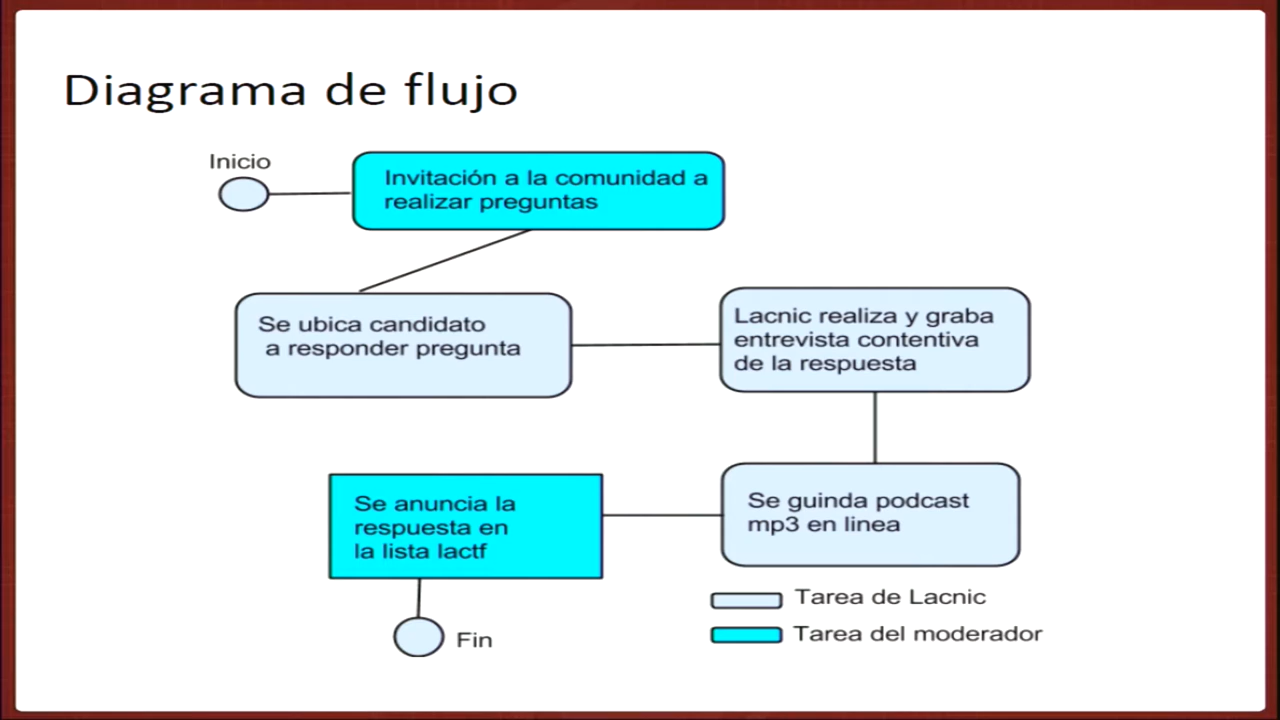 Diagrama de flujo
Inicio
Invitación a la comunidad a
realizar preguntas
Se ubica candidato
a responder pregunta
Lacnic realiza y graba
entrevista contentiva
de la respuesta
Se guinda podcast
mp3 en linea
Se anuncia la
respuesta en
la lista lactf
Fin
Tarea de Lacnic
Tarea del moderador